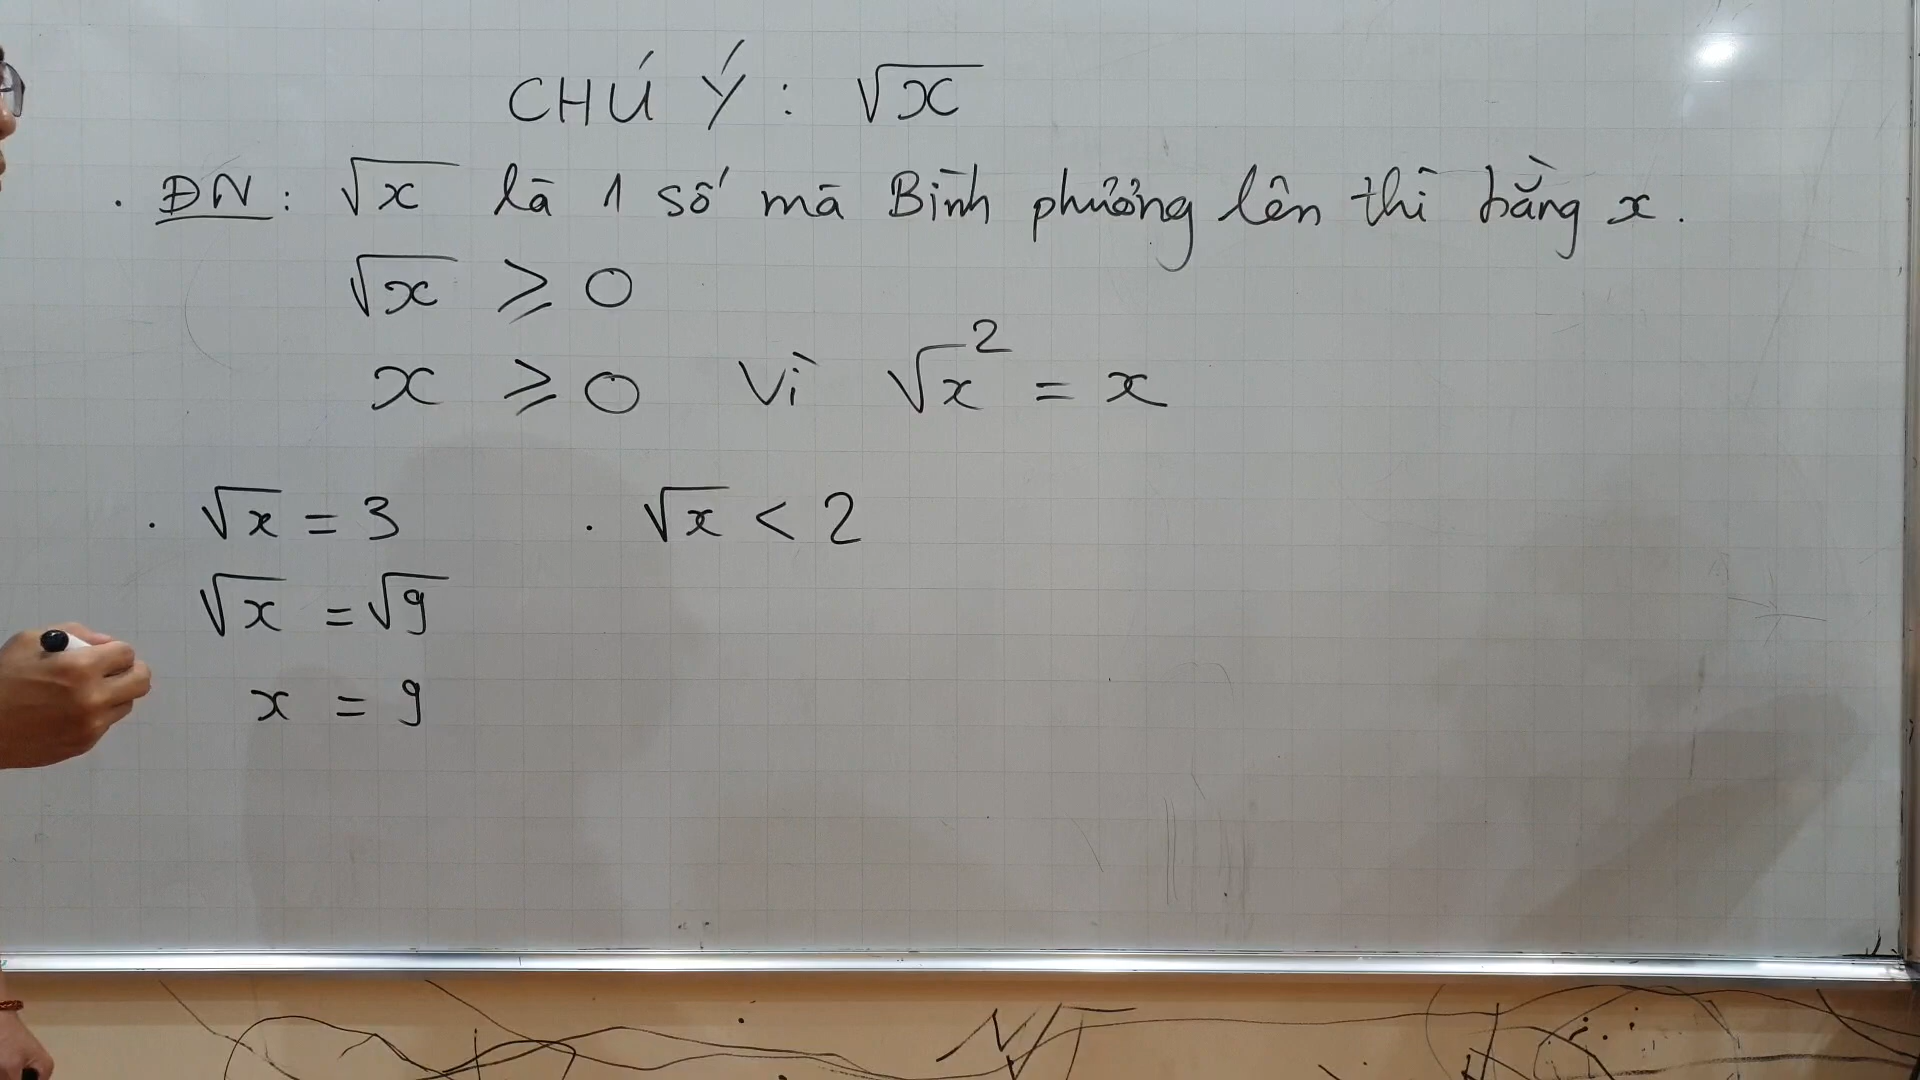 CHÚ Ý: √x
. ĐN: √x là 1 số mà Bình phương lên thì bằng x.
√x ⩾ 0
x ⩾ 0 Vì √x² = x
. √x = 3 . √x < 2
√x = √9
x = 9